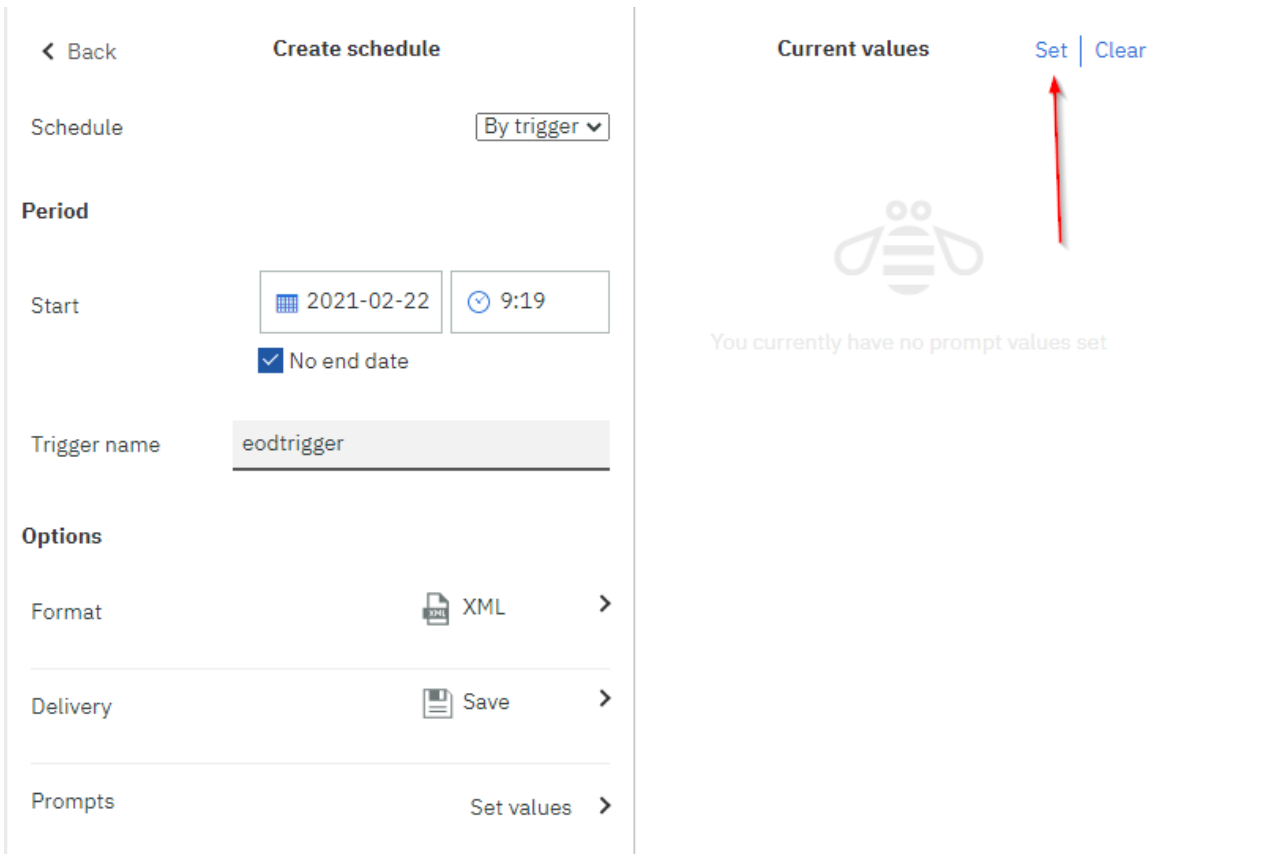 Back
Create schedule
Schedule
By trigger
Period
Start
2021-02-22
9:19
No end date
Trigger name
eodtrigger
Options
Format
XML
XML
Delivery
Save
Prompts
Set values
Current values
Set
Clear
You currently have no prompt values set